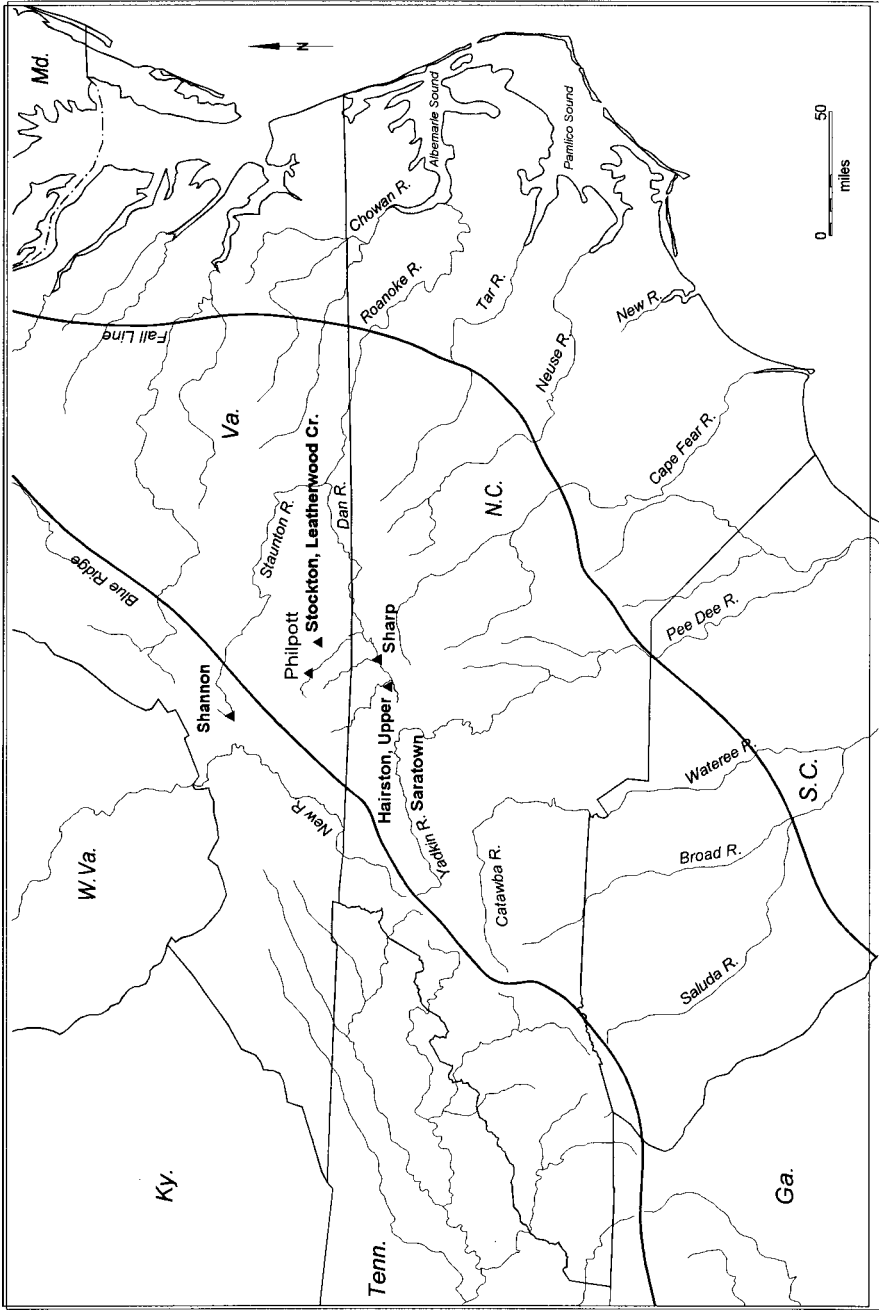 Md.
N
Albemarle Sound
Pamlico Sound
0 50
miles
Chowan R.
Roanoke R.
Tar R.
Neuse R.
New R.
Fall Line
Va.
Staunton R.
Dan R.
N.C.
Cape Fear R.
Blue Ridge
Philpott
Stockton, Leatherwood Cr.
Sharp
Pee Dee R.
Shannon
Hairston, Upper
Saratown
Yadkin R.
Wateree R.
S.C.
New R.
W.Va.
Catawba R.
Broad R.
Saluda R.
Ky.
Tenn.
Ga.